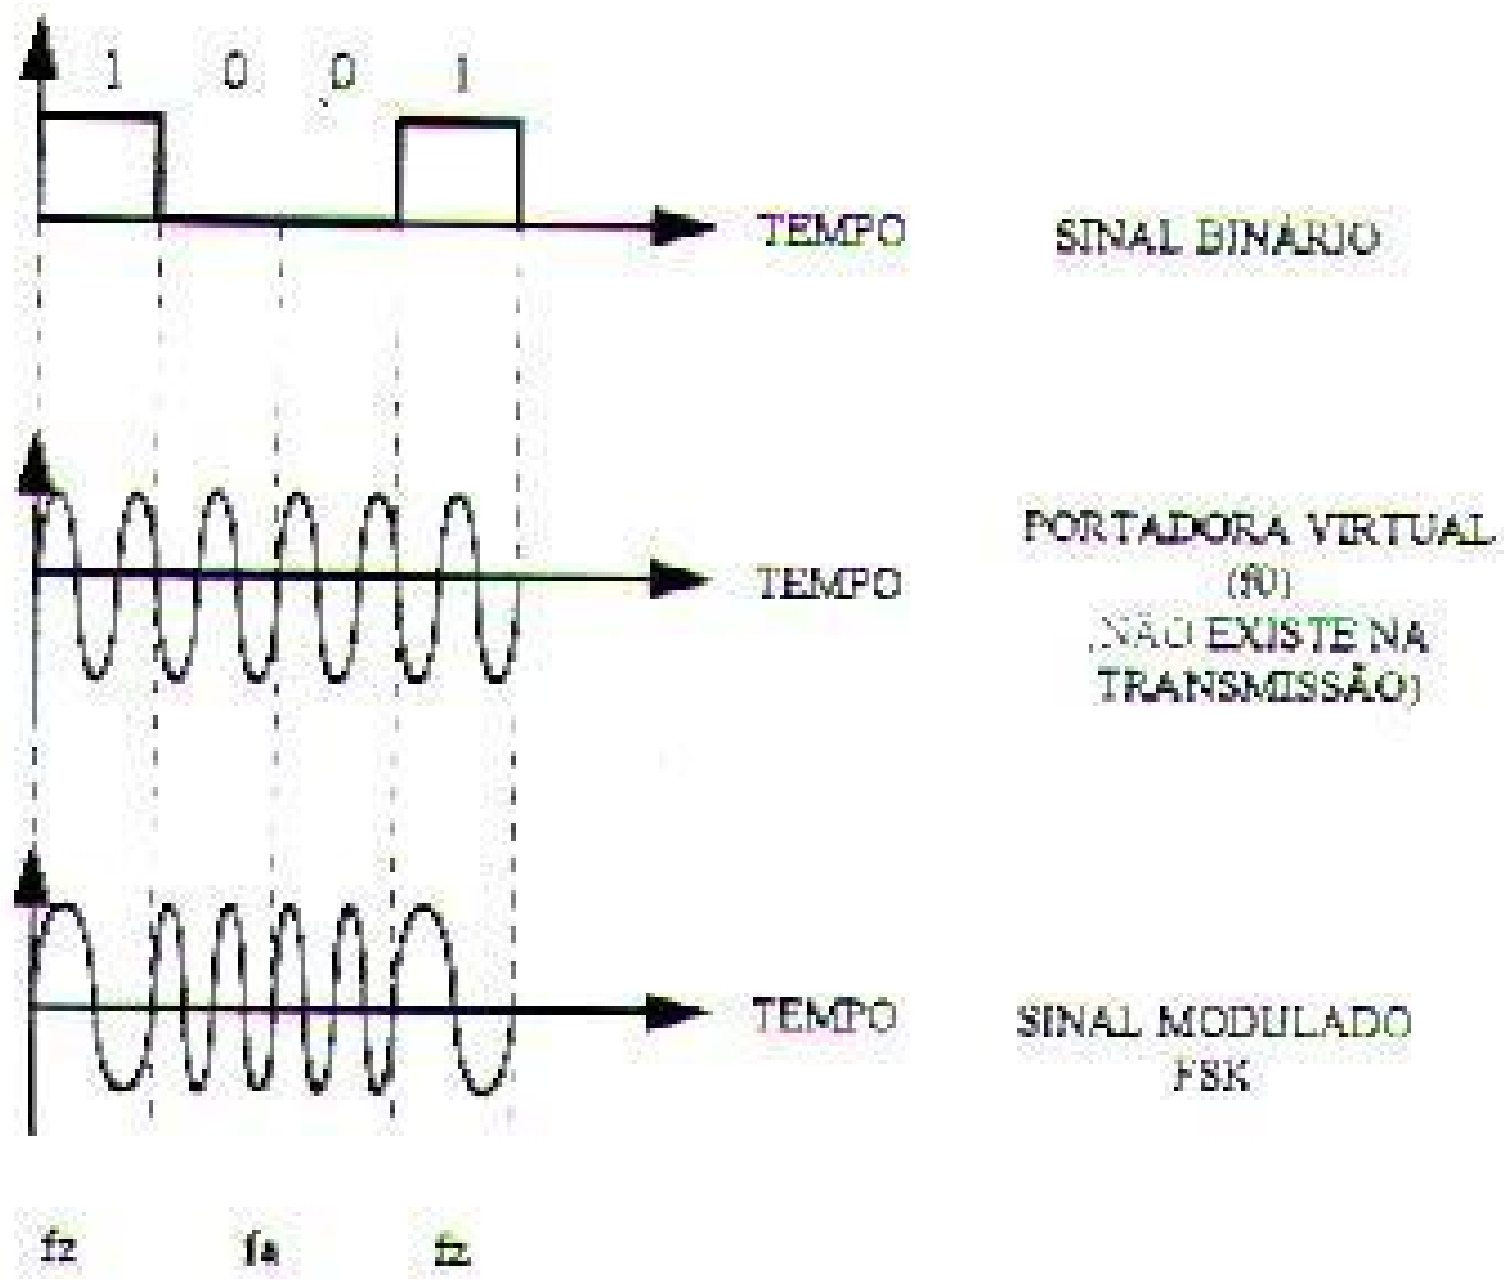 1 0 0 1
TEMPO
SINAL BINÁRIO
TEMPO
PORTADORA VIRTUAL
(f0)
(NÃO EXISTE NA
TRANSMISSÃO)
TEMPO
SINAL MODULADO
FSK
fz fa fz